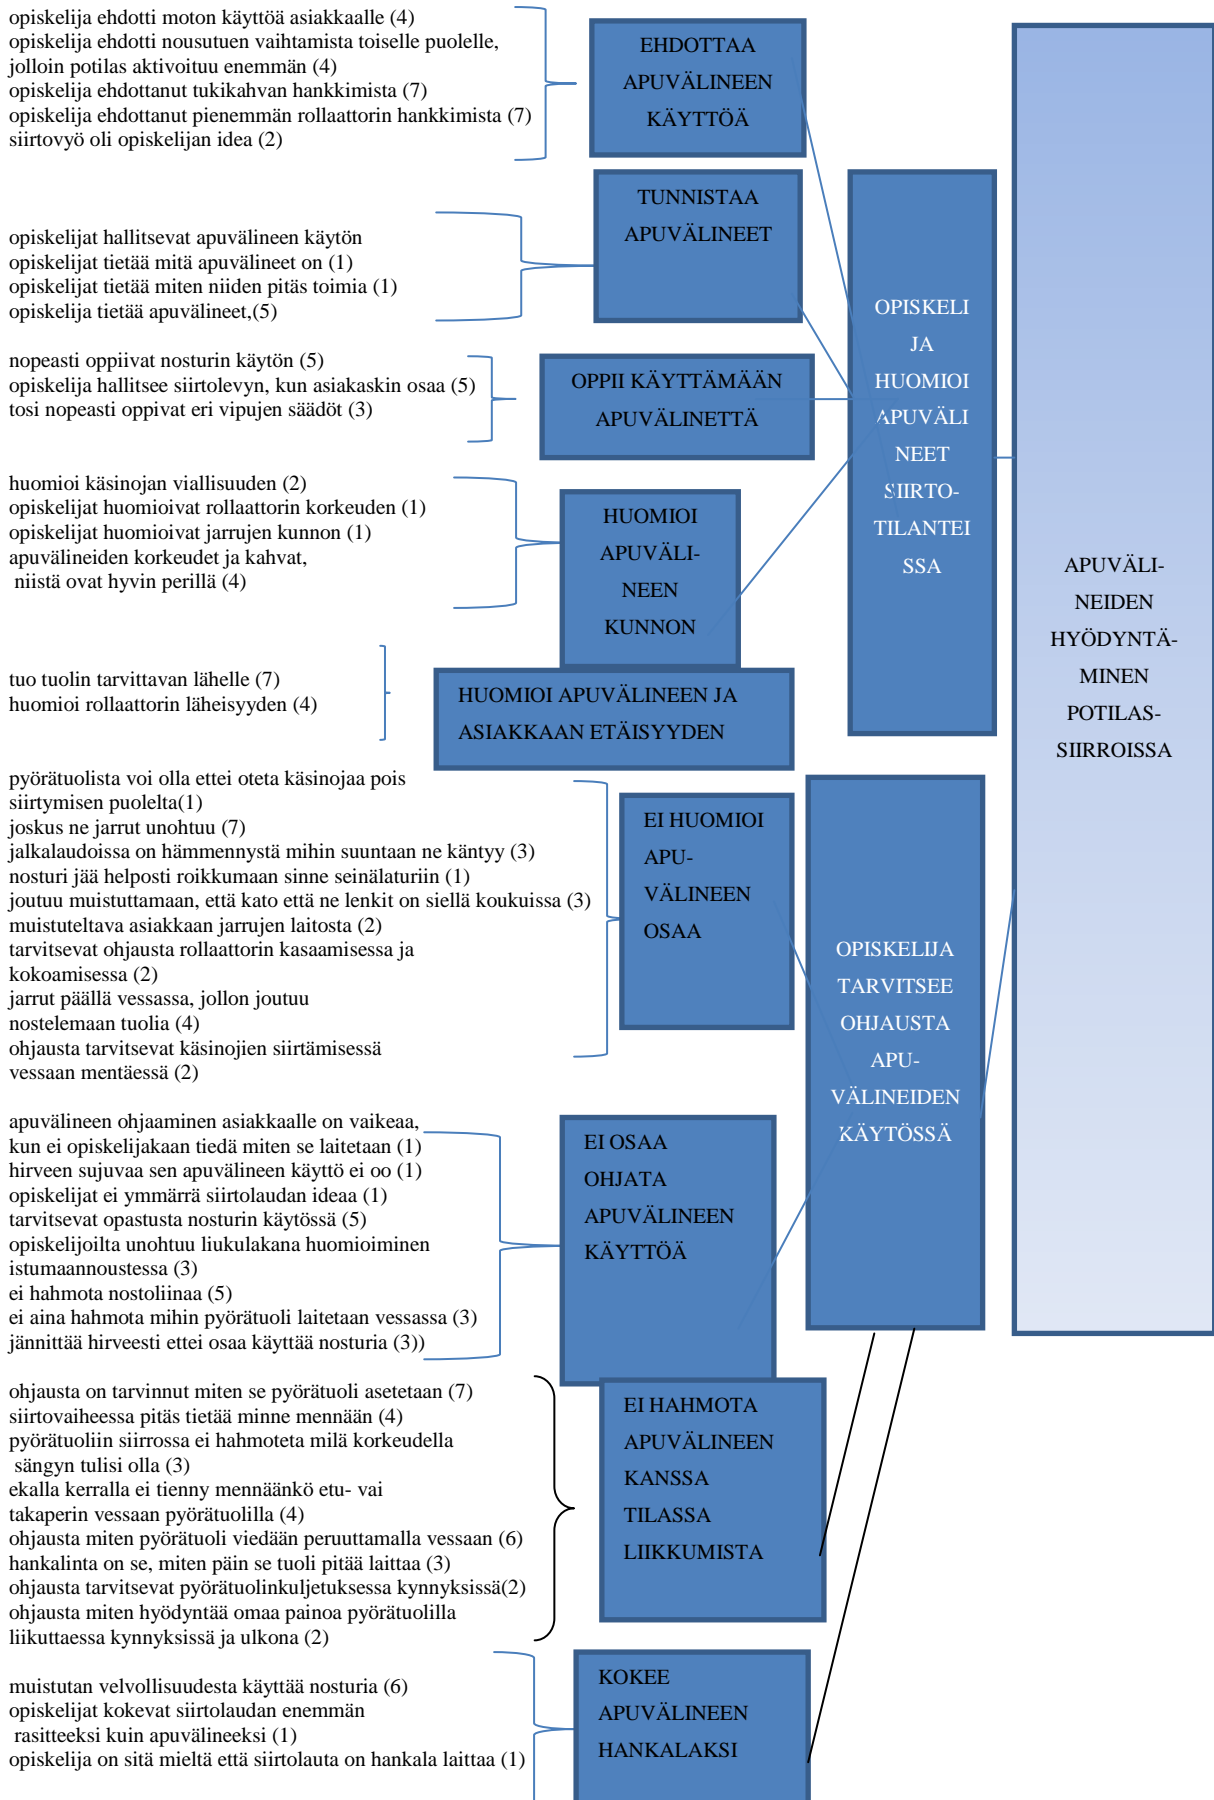 opiskelija ehdotti moton käyttöä asiakkaalle (4)
opiskelija ehdotti nousutuen vaihtamista toiselle puolelle,
jolloin potilas aktivoituu enemmän (4)
opiskelija ehdottanut tukikahvan hankkimista (7)
opiskelija ehdottanut pienemmän rollaattorin hankkimista (7)
siirtovyö oli opiskelijan idea (2)
EHDOTTAA
APUVÄLINEEN
KÄYTTÖÄ
opiskelijat hallitsevat apuvälineen käytön
opiskelijat tietää mitä apuvälineet on (1)
opiskelijat tietää miten niiden pitäs toimia (1)
opiskelija tietää apuvälineet,(5)
TUNNISTAA
APUVÄLINEET
nopeasti oppiivat nosturin käytön (5)
opiskelija hallitsee siirtolevyn, kun asiakaskin osaa (5)
tosi nopeasti oppivat eri vipujen säädöt (3)
OPPII KÄYTTÄMÄÄN
APUVÄLINETTÄ
huomioi käsinojan viallisuuden (2)
opiskelijat huomioivat rollaattorin korkeuden (1)
opiskelijat huomioivat jarrujen kunnon (1)
apuvälineiden korkeudet ja kahvat,
niistä ovat hyvin perillä (4)
HUOMIOI
APUVÄLI-
NEEN
KUNNON
tuo tuolin tarvittavan lähelle (7)
huomioi rollaattorin läheisyyden (4)
HUOMIOI APUVÄLINEEN JA
ASIAKKAAN ETÄISYYDEN
OPISKELI
JA
HUOMIOI
APUVÄLI
NEET
SIIRTO-
TILANTEI
SSA
APUVÄLI-
NEIDEN
HYÖDYNTÄ-
MINEN
POTILAS-
SIIRROISSA
pyörätuolista voi olla ettei oteta käsinojaa pois
siirtymisen puolelta(1)
joskus ne jarrut unohtuu (7)
jalkalaudoissa on hämmennystä mihin suuntaan ne käntyy (3)
nosturi jää helposti roikkumaan sinne seinälaturiin (1)
joutuu muistuttamaan, että kato että ne lenkit on siellä koukuissa (3)
muistuteltava asiakkaan jarrujen laitosta (2)
tarvitsevat ohjausta rollaattorin kasaamisessa ja
kokoamisessa (2)
jarrut päällä vessassa, jollon joutuu
nostelemaan tuolia (4)
ohjausta tarvitsevat käsinojien siirtämisessä
vessaan mentäessä (2)
EI HUOMIOI
APU-
VÄLINEEN
OSAA
OPISKELIJA
TARVITSEE
OHJAUSTA
APU-
VÄLINEIDEN
KÄYTÖSSÄ
apuvälineen ohjaaminen asiakkaalle on vaikeaa,
kun ei opiskelijakaan tiedä miten se laitetaan (1)
hirveen sujuvaa sen apuvälineen käyttö ei oo (1)
opiskelijat ei ymmärrä siirtolaudan ideaa (1)
tarvitsevat opastusta nosturin käytössä (5)
opiskelijoilta unohtuu liukulakana huomioiminen
istumaannoustessa (3)
ei hahmota nostoliinaa (5)
ei aina hahmota mihin pyörätuoli laitetaan vessassa (3)
jännittää hirveesti ettei osaa käyttää nosturia (3))
EI OSAA
OHJATA
APUVÄLINEEN
KÄYTTÖÄ
ohjausta on tarvinnut miten se pyörätuoli asetetaan (7)
siirtovaiheessa pitäs tietää minne mennään (4)
pyörätuoliin siirrossa ei hahmoteta milä korkeudella
sängyn tulisi olla (3)
ekalla kerralla ei tienny mennäänkö etu- vai
takaperin vessaan pyörätuolilla (4)
ohjausta miten pyörätuoli viedään peruuttamalla vessaan (6)
hankalinta on se, miten päin se tuoli pitää laittaa (3)
ohjausta tarvitsevat pyörätuolinkuljetuksessa kynnyksissä(2)
ohjausta miten hyödyntää omaa painoa pyörätuolilla
liikuttaessa kynnyksissä ja ulkona (2)
EI HAHMOTA
APUVÄLINEEN
KANSSA
TILASSA
LIIKKUMISTA
muistutan velvollisuudesta käyttää nosturia (6)
opiskelijat kokevat siirtolaudan enemmän
rasitteeksi kuin apuvälineeksi (1)
opiskelija on sitä mieltä että siirtolauta on hankala laittaa (1)
KOKEE
APUVÄLINEEN
HANKALAKSI